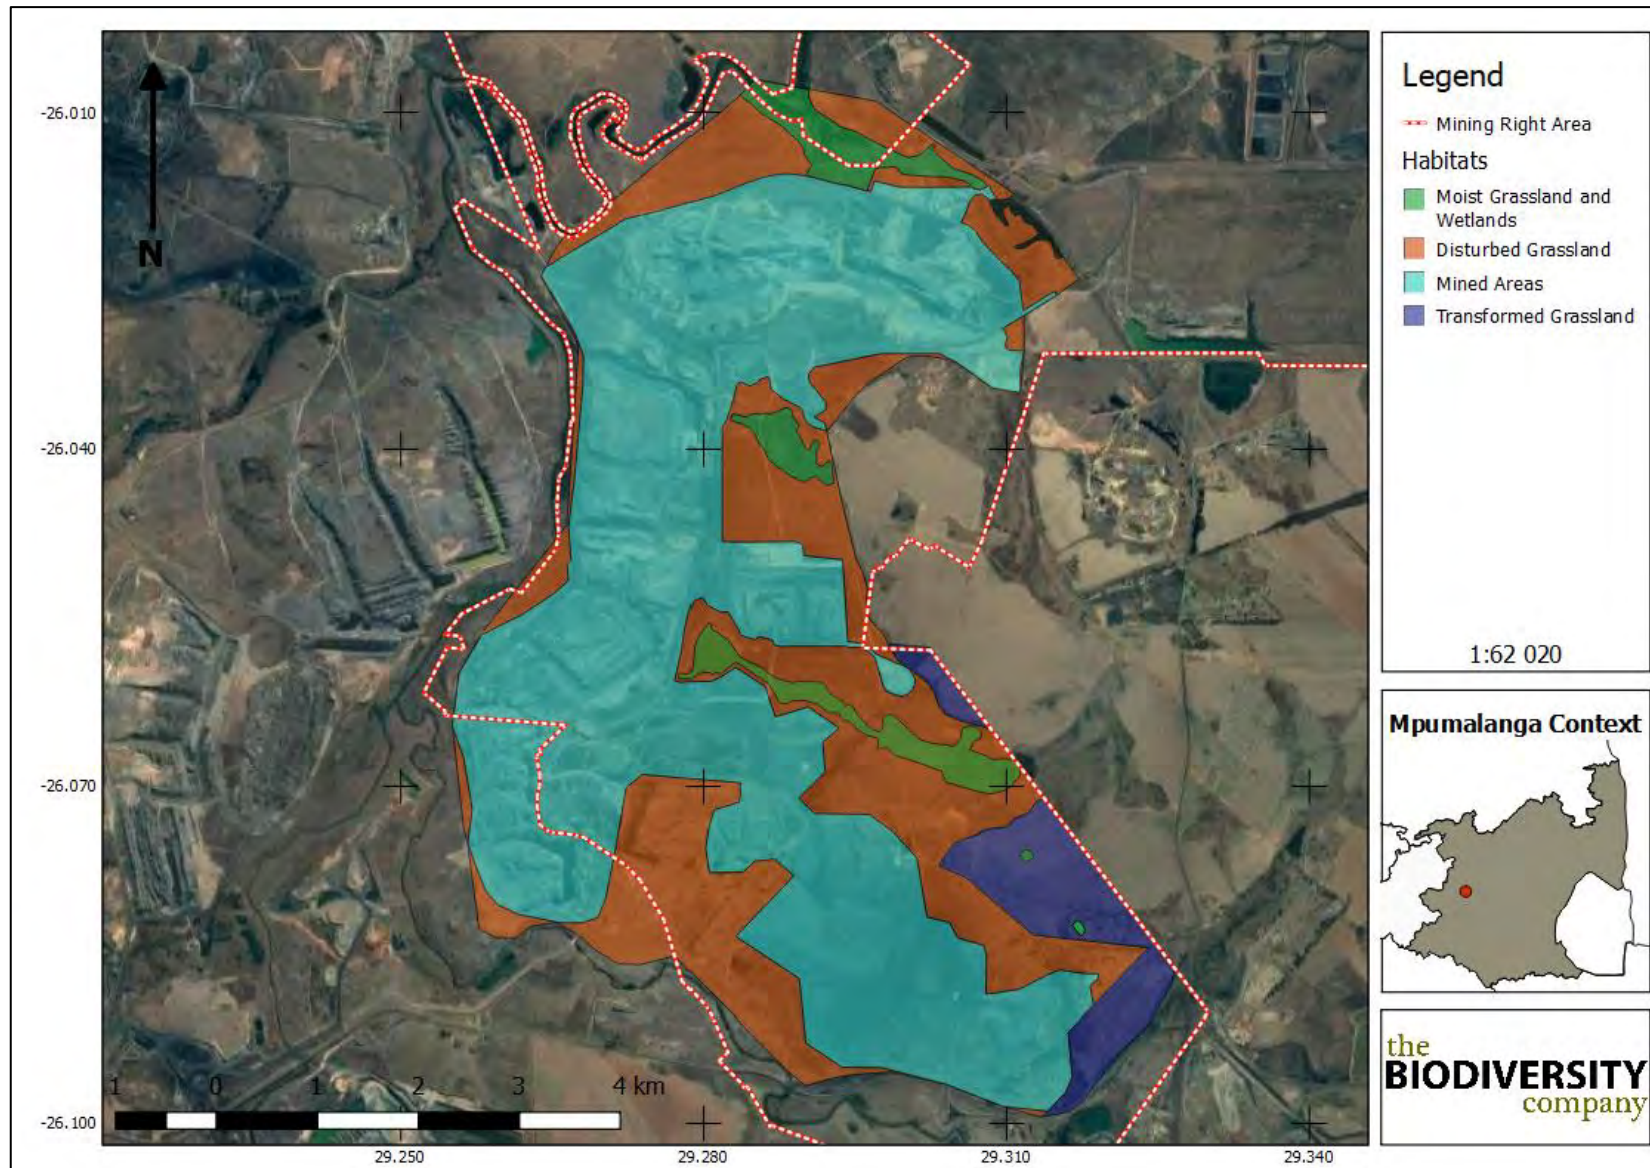 Legend
Mining Right Area
Habitats
Moist Grassland and
Wetlands
Disturbed Grassland
Mined Areas
Transformed Grassland
1:62 020
Mpumalanga Context
the
BIODIVERSITY
company
N
-26.010
-26.040
-26.070
-26.100
1 0 1 2 3 4 km
29.250 29.280 29.310 29.340